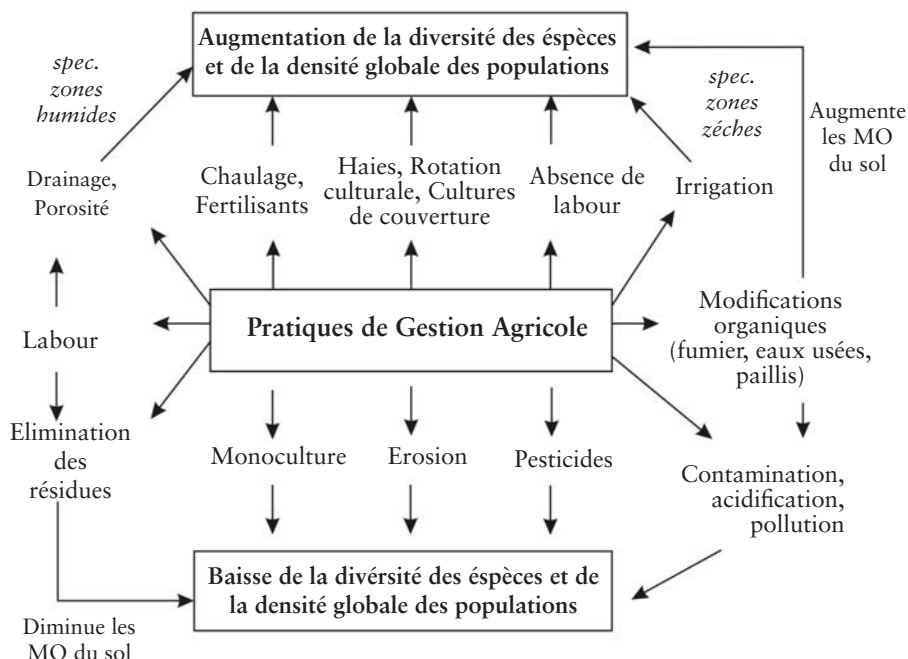 Augmentation de la diversité des éspèces
et de la densité globale des populations
spec.
zones
humides
spec.
zones
zéches
Augmente
les MO
du sol
Drainage,
Porosité
Chaulage,
Fertilisants
Haies, Rotation
culturale, Cultures
de couverture
Absence de
labour
Irrigation
Labour
Pratiques de Gestion Agricole
Modifications
organiques
(fumier, eaux usées,
paillis)
Elimination
des
résidues
Monoculture
Erosion
Pesticides
Contamination,
acidification,
pollution
Baisse de la divérsité des éspèces et de
la densité globale des populations
Diminue les
MO du sol